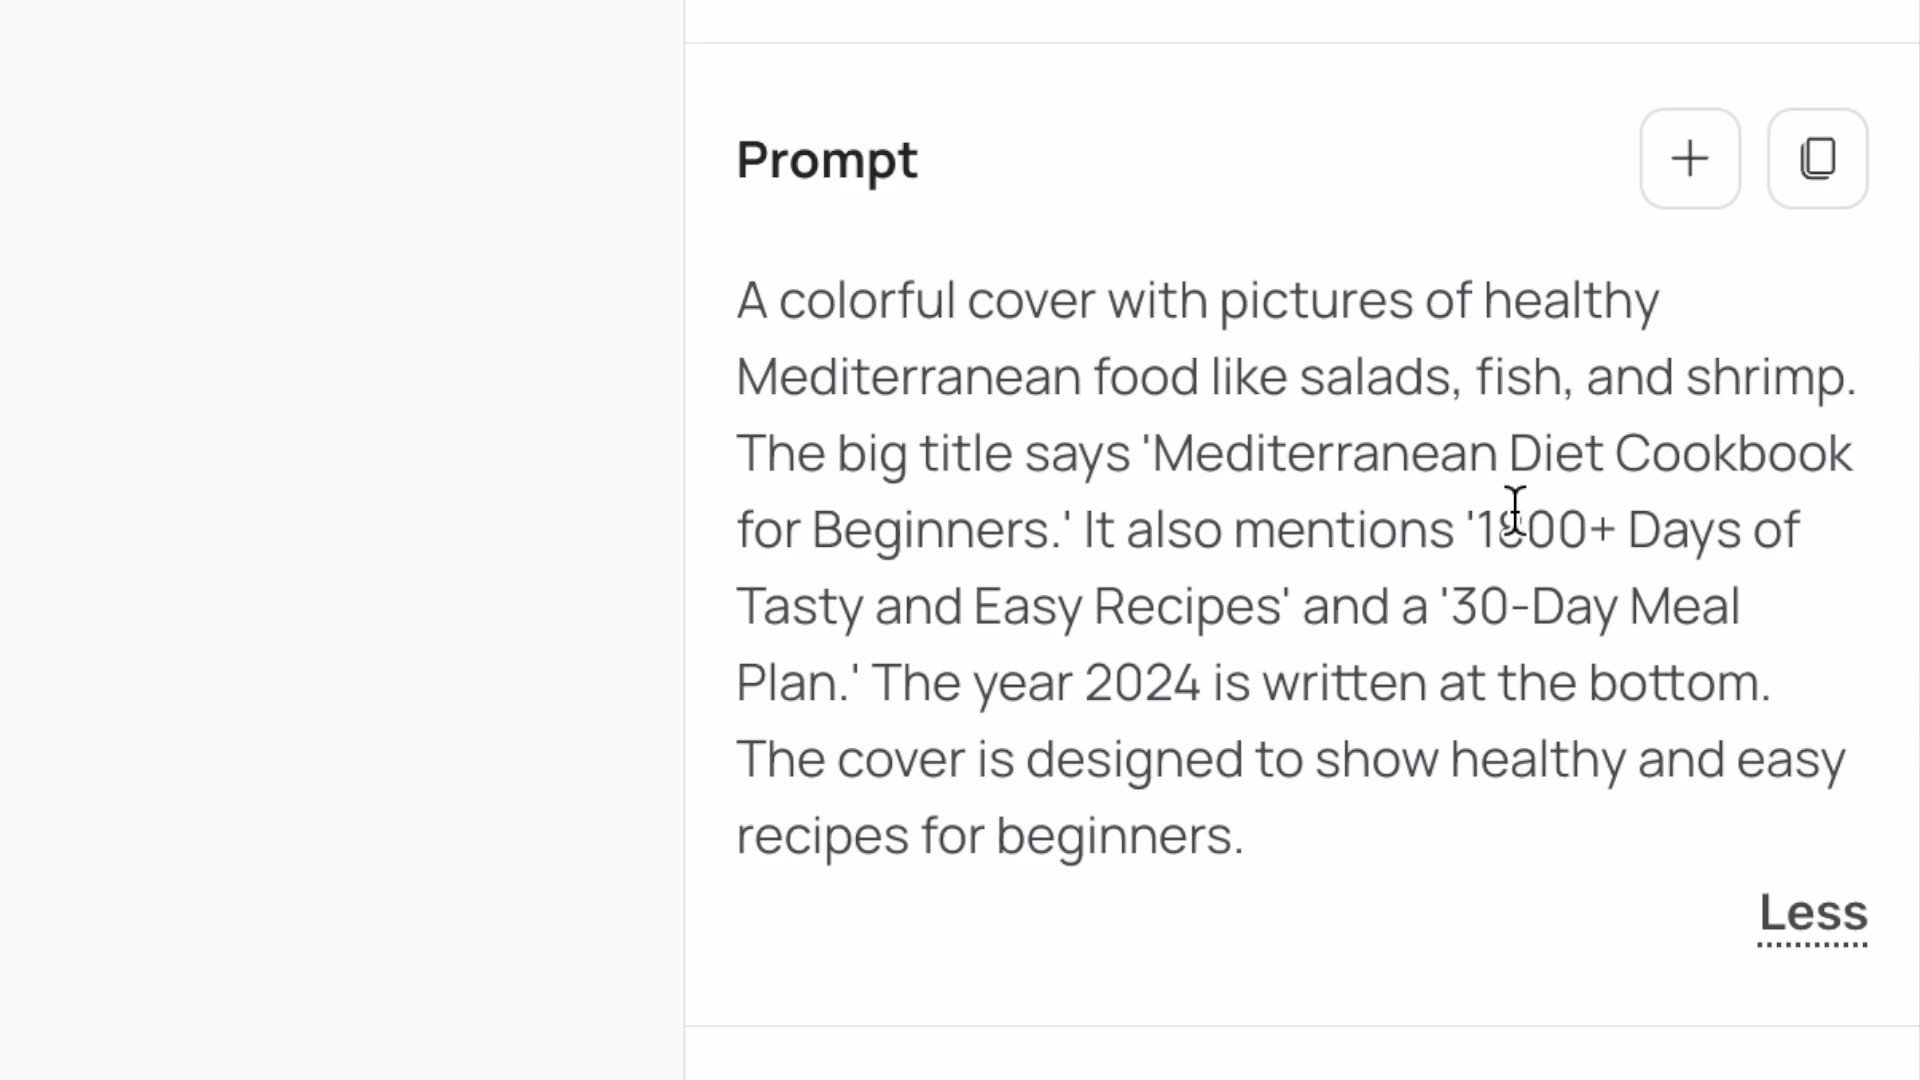 Prompt
A colorful cover with pictures of healthy
Mediterranean food like salads, fish, and shrimp.
The big title says 'Mediterranean Diet Cookbook
for Beginners.' It also mentions 'Days of
Tasty and Easy Recipes' and a '30-Day Meal
Plan.' The year 2024 is written at the bottom.
The cover is designed to show healthy and easy
recipes for beginners.
Less